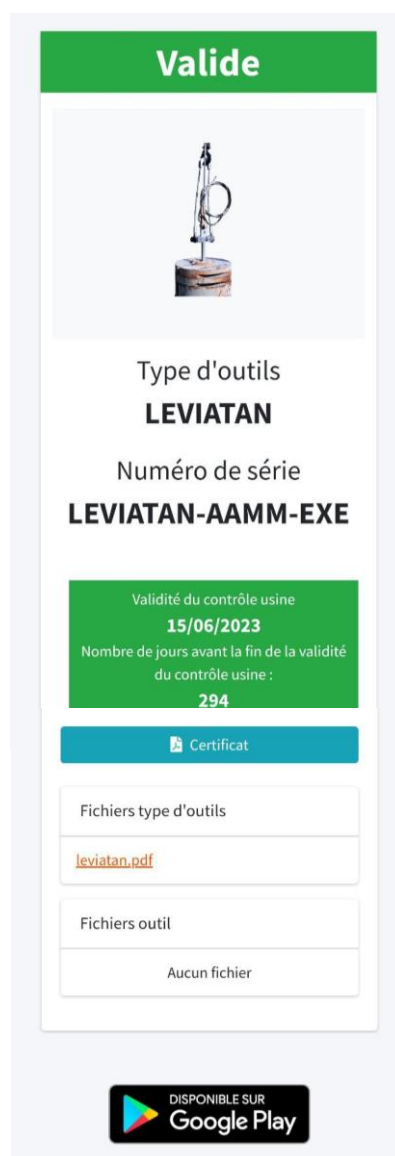 Valide
Type d'outils
LEVIATAN
Numéro de série
LEVIATAN-AAMM-EXE
Validité du contrôle usine
15/06/2023
Nombre de jours avant la fin de la validité
du contrôle usine :
294
Certificat
Fichiers type d'outils
leviatan.pdf
Fichiers outil
Aucun fichier
DISPONIBLE SUR
Google Play